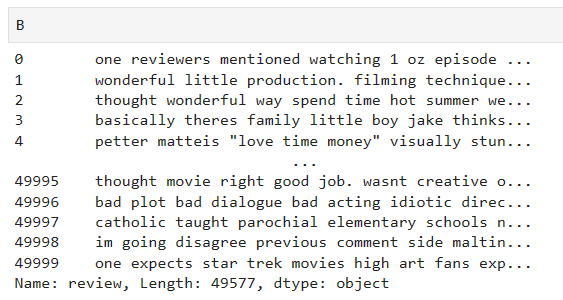 B
0 one reviewers mentioned watching 1 oz episode ...
1 wonderful little production. filming technique...
2 thought wonderful way spend time hot summer we...
3 basically theres family little boy jake thinks...
4 petter matteis "love time money" visually stun...
...
49995 thought movie right good job. wasnt creative o...
49996 bad plot bad dialogue bad acting idiotic direc...
49997 catholic taught parochial elementary schools n...
49998 im going disagree previous comment side maltin...
49999 one expects star trek movies high art fans exp...
Name: review, Length: 49577, dtype: object